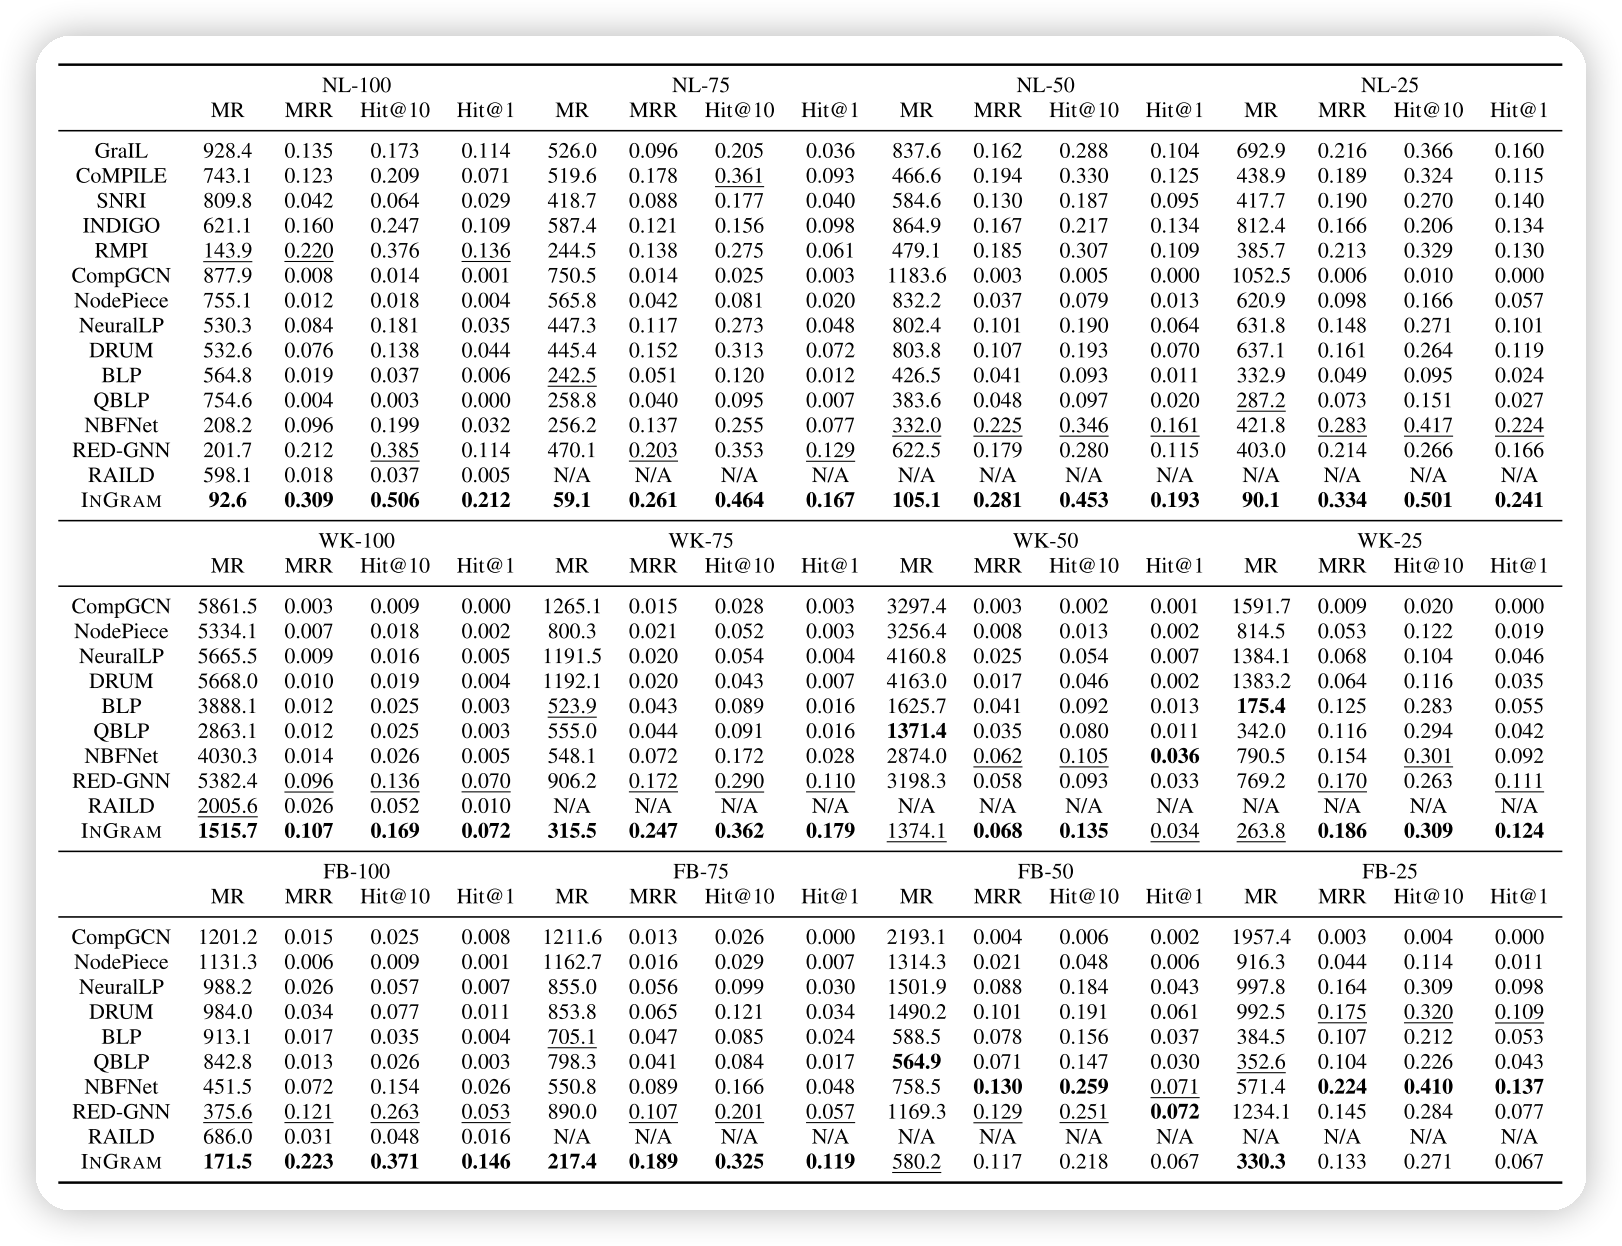 NL-100 NL-75 NL-50 NL-25
MR MRR Hit@10 Hit@1 MR MRR Hit@10 Hit@1 MR MRR Hit@10 Hit@1 MR MRR Hit@10 Hit@1
GraIL 928.4 0.135 0.173 0.114 526.0 0.096 0.205 0.036 837.6 0.162 0.288 0.104 692.9 0.216 0.366 0.160
CoMPILE 743.1 0.123 0.209 0.071 519.6 0.178 0.361 0.093 466.6 0.194 0.330 0.125 438.9 0.189 0.324 0.115
SNRI 809.8 0.042 0.064 0.029 418.7 0.088 0.177 0.040 584.6 0.130 0.187 0.095 417.7 0.190 0.270 0.140
INDIGO 621.1 0.160 0.247 0.109 587.4 0.121 0.156 0.098 864.9 0.167 0.217 0.134 812.4 0.166 0.206 0.134
RMPI 143.9 0.220 0.376 0.136 244.5 0.138 0.275 0.061 479.1 0.185 0.307 0.109 385.7 0.213 0.329 0.130
CompGCN 877.9 0.008 0.014 0.001 750.5 0.014 0.025 0.003 1183.6 0.003 0.005 0.000 1052.5 0.006 0.010 0.000
NodePiece 755.1 0.012 0.018 0.004 565.8 0.042 0.081 0.020 832.2 0.037 0.079 0.013 620.9 0.098 0.166 0.057
NeuralLP 530.3 0.084 0.181 0.035 447.3 0.117 0.273 0.048 802.4 0.101 0.190 0.064 631.8 0.148 0.271 0.101
DRUM 532.6 0.076 0.138 0.044 445.4 0.152 0.313 0.072 803.8 0.107 0.193 0.070 637.1 0.161 0.264 0.119
BLP 564.8 0.019 0.037 0.006 242.5 0.051 0.120 0.012 426.5 0.041 0.093 0.011 332.9 0.049 0.095 0.024
QBLP 754.6 0.004 0.003 0.000 258.8 0.040 0.095 0.007 383.6 0.048 0.097 0.020 287.2 0.073 0.151 0.027
NBFNet 208.2 0.096 0.199 0.032 256.2 0.137 0.255 0.077 332.0 0.225 0.346 0.161 421.8 0.283 0.417 0.224
RED-GNN 201.7 0.212 0.385 0.114 470.1 0.203 0.353 0.129 622.5 0.179 0.280 0.115 403.0 0.214 0.266 0.166
RAILD 598.1 0.018 0.037 0.005 N/A N/A N/A N/A N/A N/A N/A N/A N/A N/A N/A N/A
INGRAM 92.6 0.309 0.506 0.212 59.1 0.261 0.464 0.167 105.1 0.281 0.453 0.193 90.1 0.334 0.501 0.241
WK-100 WK-75 WK-50 WK-25
MR MRR Hit@10 Hit@1 MR MRR Hit@10 Hit@1 MR MRR Hit@10 Hit@1 MR MRR Hit@10 Hit@1
CompGCN 5861.5 0.003 0.009 0.000 1265.1 0.015 0.028 0.003 3297.4 0.003 0.002 0.001 1591.7 0.009 0.020 0.000
NodePiece 5334.1 0.007 0.018 0.002 800.3 0.021 0.052 0.003 3256.4 0.008 0.013 0.002 814.5 0.053 0.122 0.019
NeuralLP 5665.5 0.009 0.016 0.005 1191.5 0.020 0.054 0.004 4160.8 0.025 0.054 0.007 1384.1 0.068 0.104 0.046
DRUM 5668.0 0.010 0.019 0.004 1192.1 0.020 0.043 0.007 4163.0 0.017 0.046 0.002 1383.2 0.064 0.116 0.035
BLP 3888.1 0.012 0.025 0.003 523.9 0.043 0.089 0.016 1625.7 0.041 0.092 0.013 175.4 0.125 0.283 0.055
QBLP 2863.1 0.012 0.025 0.003 555.0 0.044 0.091 0.016 1371.4 0.035 0.080 0.011 342.0 0.116 0.294 0.042
NBFNet 4030.3 0.014 0.026 0.005 548.1 0.072 0.172 0.028 2874.0 0.062 0.105 0.036 790.5 0.154 0.301 0.092
RED-GNN 5382.4 0.096 0.136 0.070 906.2 0.172 0.290 0.110 3198.3 0.058 0.093 0.033 769.2 0.170 0.263 0.111
RAILD 2005.6 0.026 0.052 0.010 N/A N/A N/A N/A N/A N/A N/A N/A N/A N/A N/A N/A
INGRAM 1515.7 0.107 0.169 0.072 315.5 0.247 0.362 0.179 1374.1 0.068 0.135 0.034 263.8 0.186 0.309 0.124
FB-100 FB-75 FB-50 FB-25
MR MRR Hit@10 Hit@1 MR MRR Hit@10 Hit@1 MR MRR Hit@10 Hit@1 MR MRR Hit@10 Hit@1
CompGCN 1201.2 0.015 0.025 0.008 1211.6 0.013 0.026 0.000 2193.1 0.004 0.006 0.002 1957.4 0.003 0.004 0.000
NodePiece 1131.3 0.006 0.009 0.001 1162.7 0.016 0.029 0.007 1314.3 0.021 0.048 0.006 916.3 0.044 0.114 0.011
NeuralLP 988.2 0.026 0.057 0.007 855.0 0.056 0.099 0.030 1501.9 0.088 0.184 0.043 997.8 0.164 0.309 0.098
DRUM 984.0 0.034 0.077 0.011 853.8 0.065 0.121 0.034 1490.2 0.101 0.191 0.061 992.5 0.175 0.320 0.109
BLP 913.1 0.017 0.035 0.004 705.1 0.047 0.085 0.024 588.5 0.078 0.156 0.037 384.5 0.107 0.212 0.053
QBLP 842.8 0.013 0.026 0.003 798.3 0.041 0.084 0.017 564.9 0.071 0.147 0.030 352.6 0.104 0.226 0.043
NBFNet 451.5 0.072 0.154 0.026 550.8 0.089 0.166 0.048 758.5 0.130 0.259 0.071 571.4 0.224 0.410 0.137
RED-GNN 375.6 0.121 0.263 0.053 890.0 0.107 0.201 0.057 1169.3 0.129 0.251 0.072 1234.1 0.145 0.284 0.077
RAILD 686.0 0.031 0.048 0.016 N/A N/A N/A N/A N/A N/A N/A N/A N/A N/A N/A N/A
INGRAM 171.5 0.223 0.371 0.146 217.4 0.189 0.325 0.119 580.2 0.117 0.218 0.067 330.3 0.133 0.271 0.067